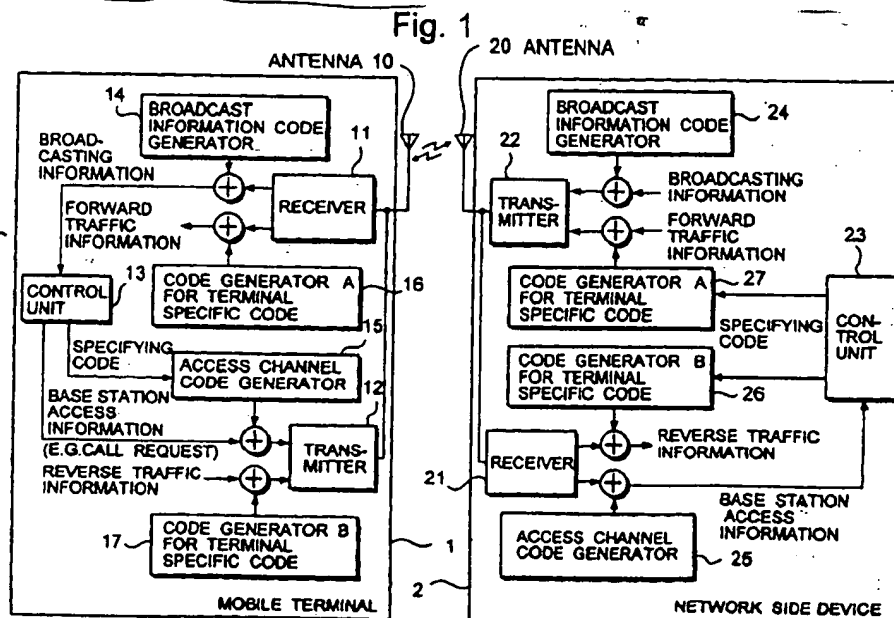 Fig. 1
ANTENNA 10
20 ANTENNA
14
BROADCAST
INFORMATION CODE
GENERATOR
BROAD-
CASTING
INFORMATION
11
RECEIVER
FORWARD
TRAFFIC
INFORMATION
13
CONTROL
UNIT
CODE GENERATOR A
FOR TERMINAL
SPECIFIC CODE
16
15
SPECIFYING
CODE
ACCESS CHANNEL
CODE GENERATOR
12
BASE STATION
ACCESS
INFORMATION
(E.G.CALL REQUEST)
TRANS-
MITTER
REVERSE TRAFFIC
INFORMATION
17
CODE GENERATOR B
FOR TERMINAL
SPECIFIC CODE
1
MOBILE TERMINAL
BROADCAST
INFORMATION CODE
GENERATOR
24
22
TRANS-
MITTER
BROADCASTING
INFORMATION
FORWARD
TRAFFIC
INFORMATION
23
CODE GENERATOR A
FOR TERMINAL
SPECIFIC CODE
27
SPECIFYING
CODE
CON-
TROL
UNIT
CODE GENERATOR B
FOR TERMINAL
SPECIFIC CODE
26
REVERSE TRAFFIC
INFORMATION
RECEIVER
21
BASE STATION
ACCESS
INFORMATION
ACCESS CHANNEL
CODE GENERATOR
25
2
NETWORK SIDE DEVICE